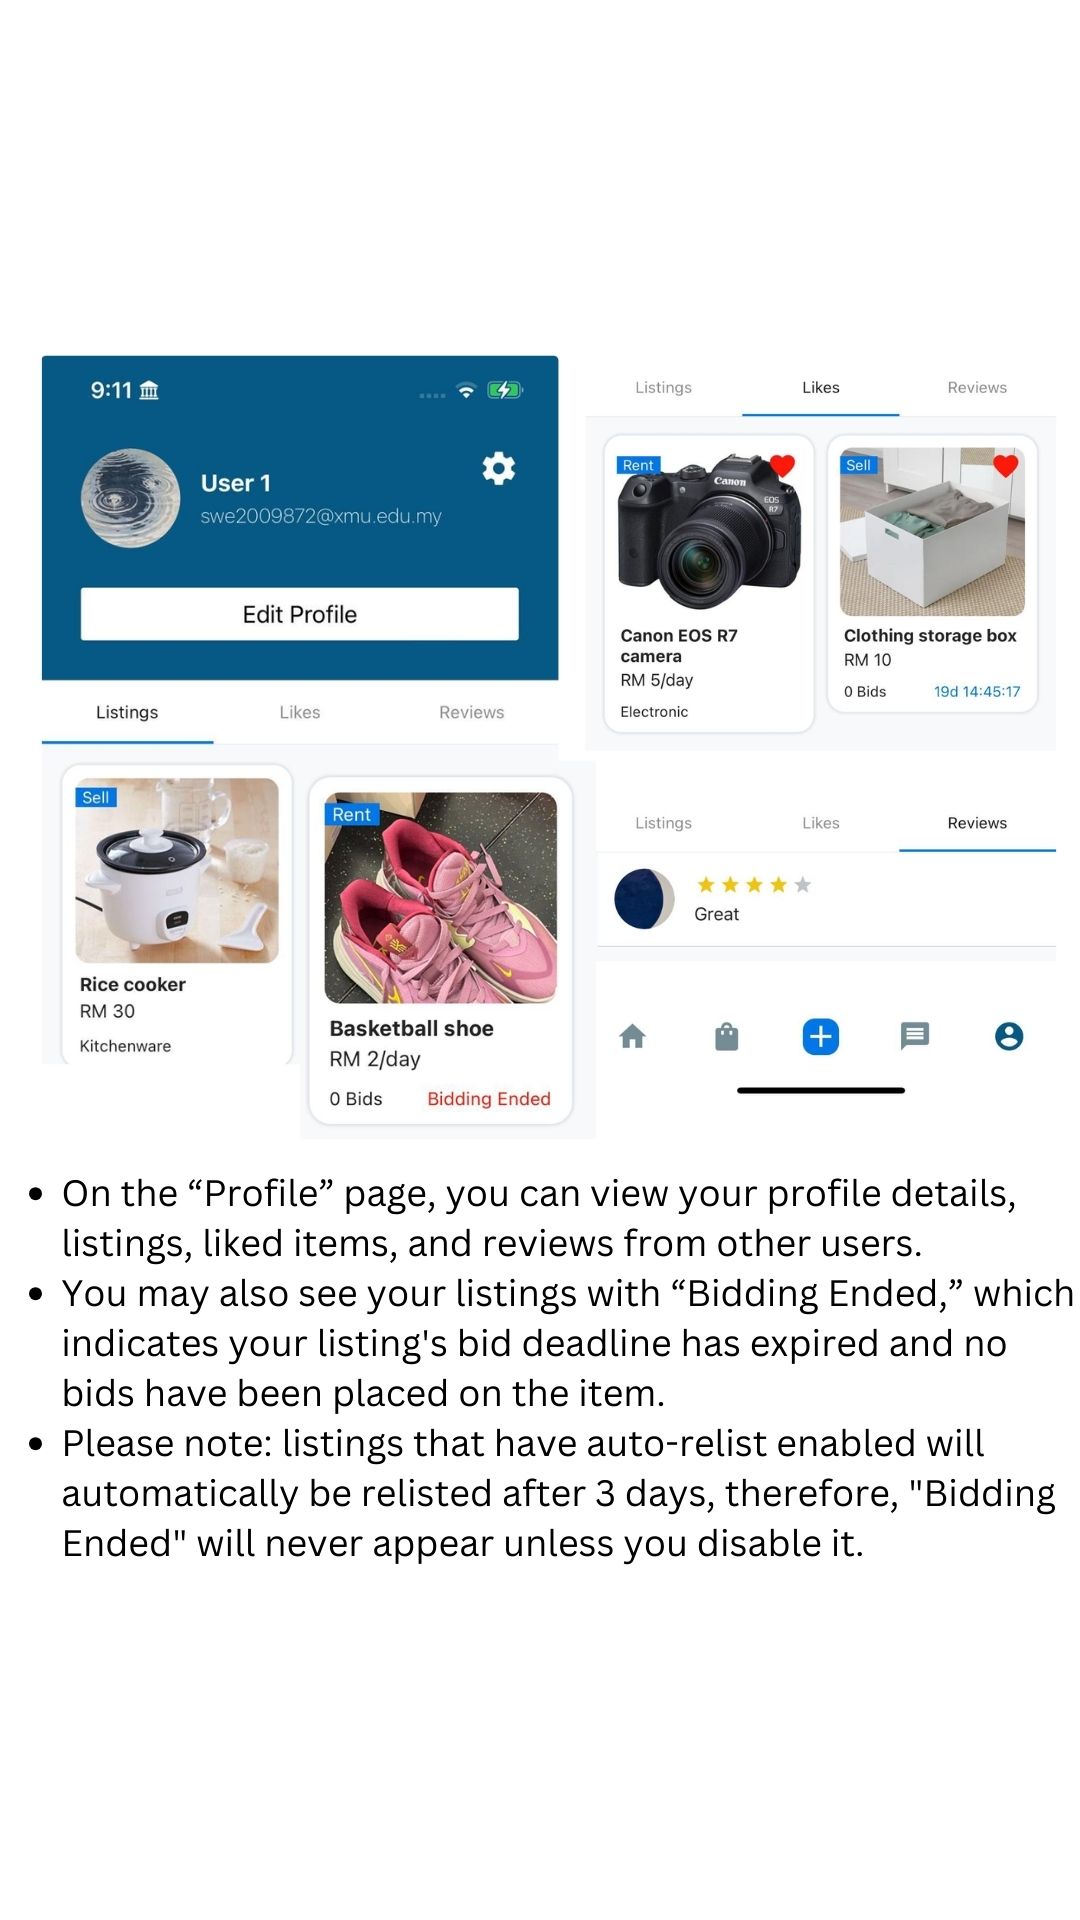 9:11
User 1
swe2009872@xmu.edu.my
Edit Profile
Listings
Likes
Reviews
Sell
Rice cooker
RM 30
Kitchenware
Rent
Basketball shoe
RM 2/day
0 Bids
Bidding Ended
Listings
Likes
Reviews
Rent
Canon
EOS
R7
Canon EOS R7
camera
RM 5/day
Electronic
Sell
Clothing storage box
RM 10
0 Bids
19d 14:45:17
Listings
Likes
Reviews
Great
• On the “Profile” page, you can view your profile details,
listings, liked items, and reviews from other users.
• You may also see your listings with “Bidding Ended,” which
indicates your listing's bid deadline has expired and no
bids have been placed on the item.
• Please note: listings that have auto-relist enabled will
automatically be relisted after 3 days, therefore, "Bidding
Ended" will never appear unless you disable it.